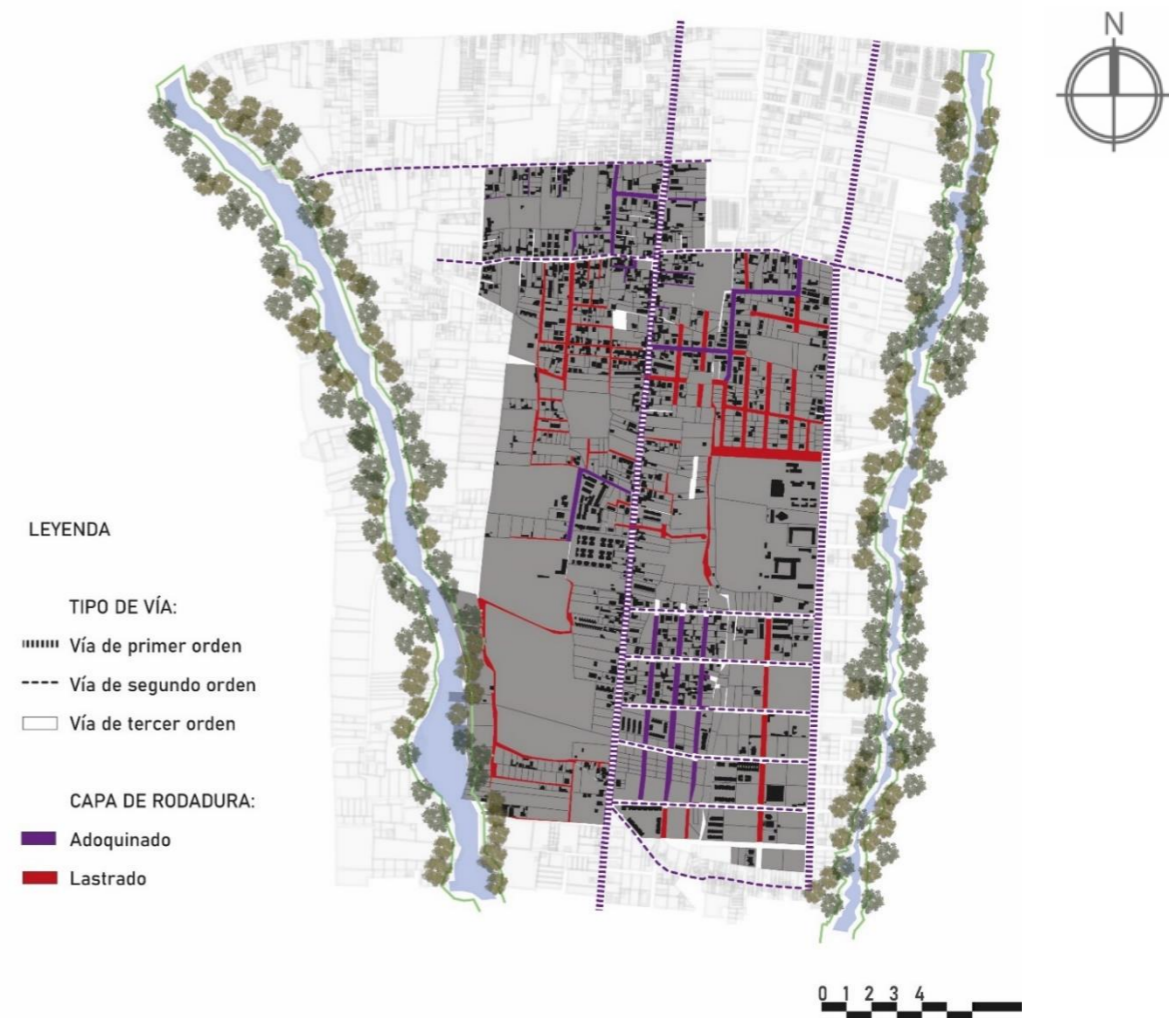 N
LEYENDA
TIPO DE VÍA:
Vía de primer orden
Vía de segundo orden
Vía de tercer orden
CAPA DE RODADURA:
Adoquinado
Lastrado
0 1 2 3 4